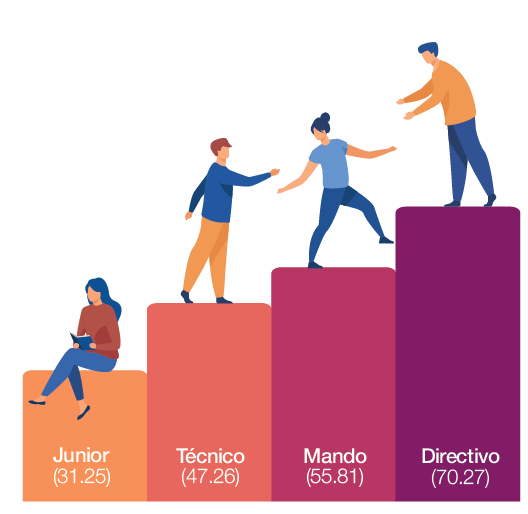 Junior
(31.25)
Técnico
(47.26)
Mando
(55.81)
Directivo
(70.27)